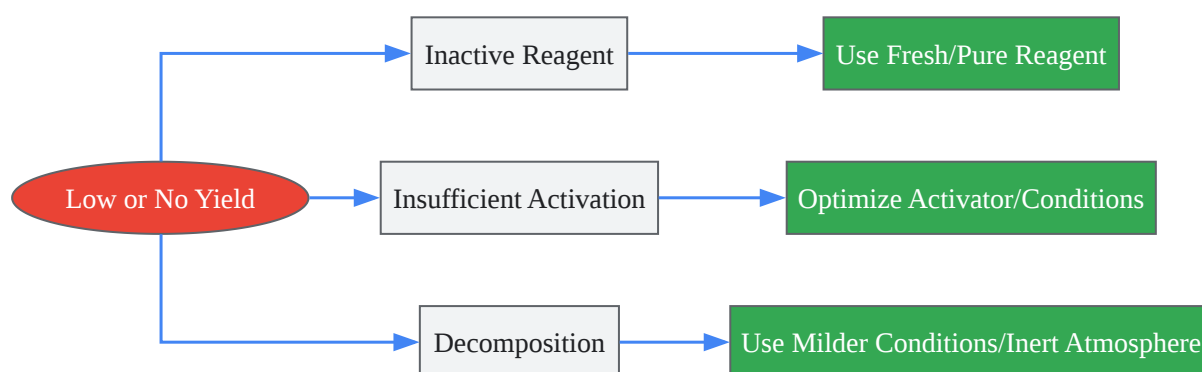 Inactive Reagent
Use Fresh/Pure Reagent
Low or No Yield
Insufficient Activation
Optimize Activator/Conditions
Decomposition
Use Milder Conditions/Inert Atmosphere